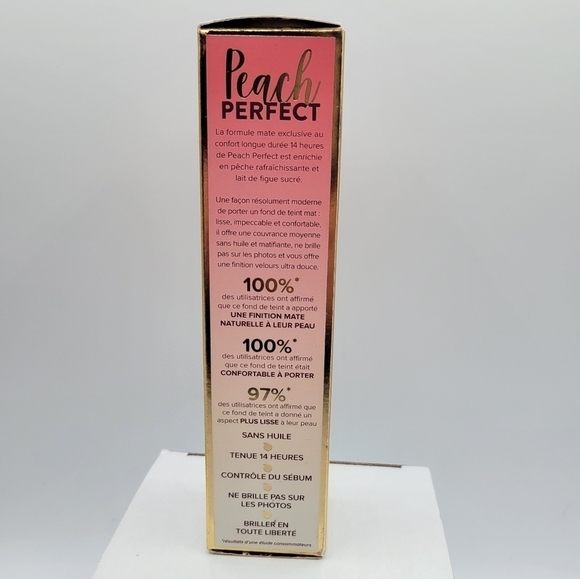 Peach
PERFECT
La formule mate exclusive au
confort longue durée 14 heures
de Peach Perfect est enrichie
en pêche rafraîchissante et
lait de figue sucré.
Une façon résolument moderne
de porter un fond de teint mat :
lisse, impeccable et confortable,
il offre une couvrance moyenne
sans huile et matifiante, ne brille
pas sur les photos et vous offre
une finition velours ultra douce.
100%*
des utilisatrices ont affirmé
que ce fond de teint a apporté
UNE FINITION MATE
NATURELLE À LEUR PEAU
100%*
des utilisatrices ont affirmé
que ce fond de teint était
CONFORTABLE À PORTER
97%*
des utilisatrices ont affirmé que
ce fond de teint a donné un
aspect PLUS LISSE à leur peau
SANS HUILE
TENUE 14 HEURES
CONTRÔLE DU SÉBUM
NE BRILLE PAS SUR
LES PHOTOS
BRILLER EN
TOUTE LIBERTÉ
*résultats d'une étude consommateurs